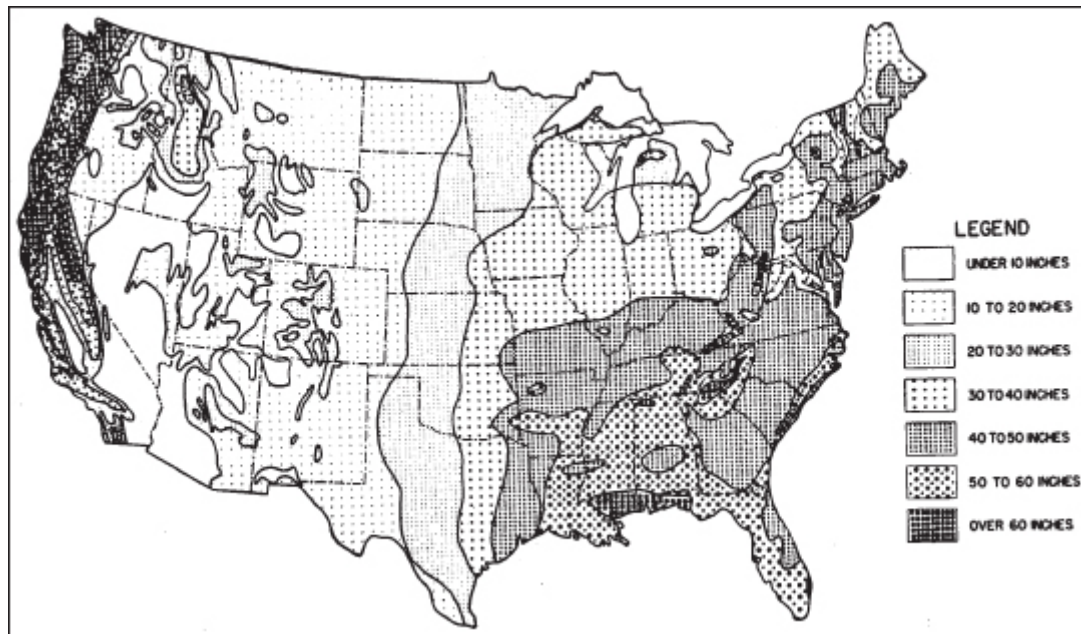 LEGEND
UNDER 10 INCHES
10 TO 20 INCHES
20 TO 30 INCHES
30 TO 40 INCHES
40 TO 50 INCHES
50 TO 60 INCHES
OVER 60 INCHES